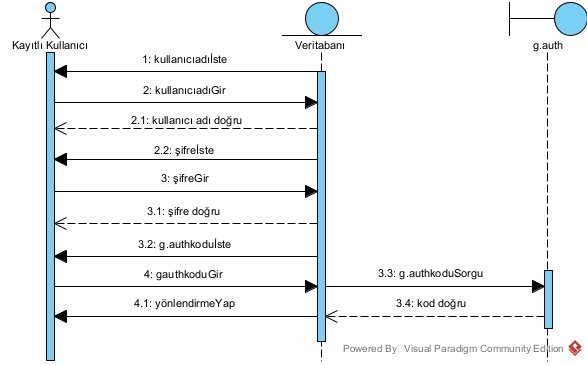 Kayıtlı Kullanıcı
Veritabanı
g.auth
1: kullanıcıadıİste
2: kullanıcıadıGir
2.1: kullanıcı adı doğru
2.2: şifreİste
3: şifreGir
3.1: şifre doğru
3.2: g.authkoduİste
4: gauthkoduGir
3.3: g.authkoduSorgu
4.1: yönlendirmeYap
3.4: kod doğru
Powered By Visual Paradigm Community Edition